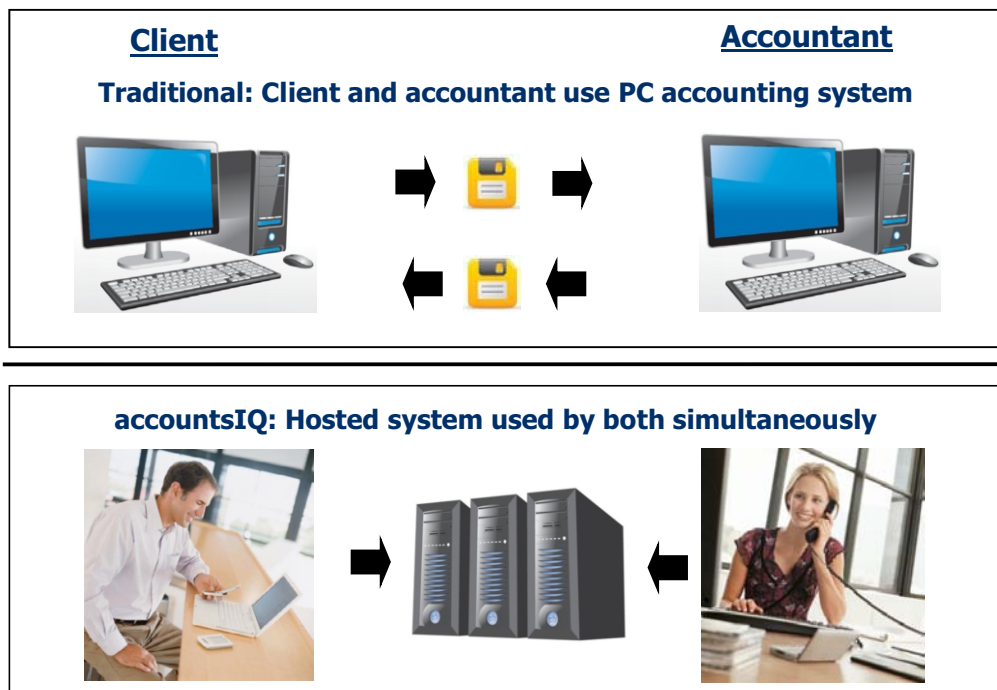 Client
Accountant
Traditional: Client and accountant use PC accounting system
accountsIQ: Hosted system used by both simultaneously